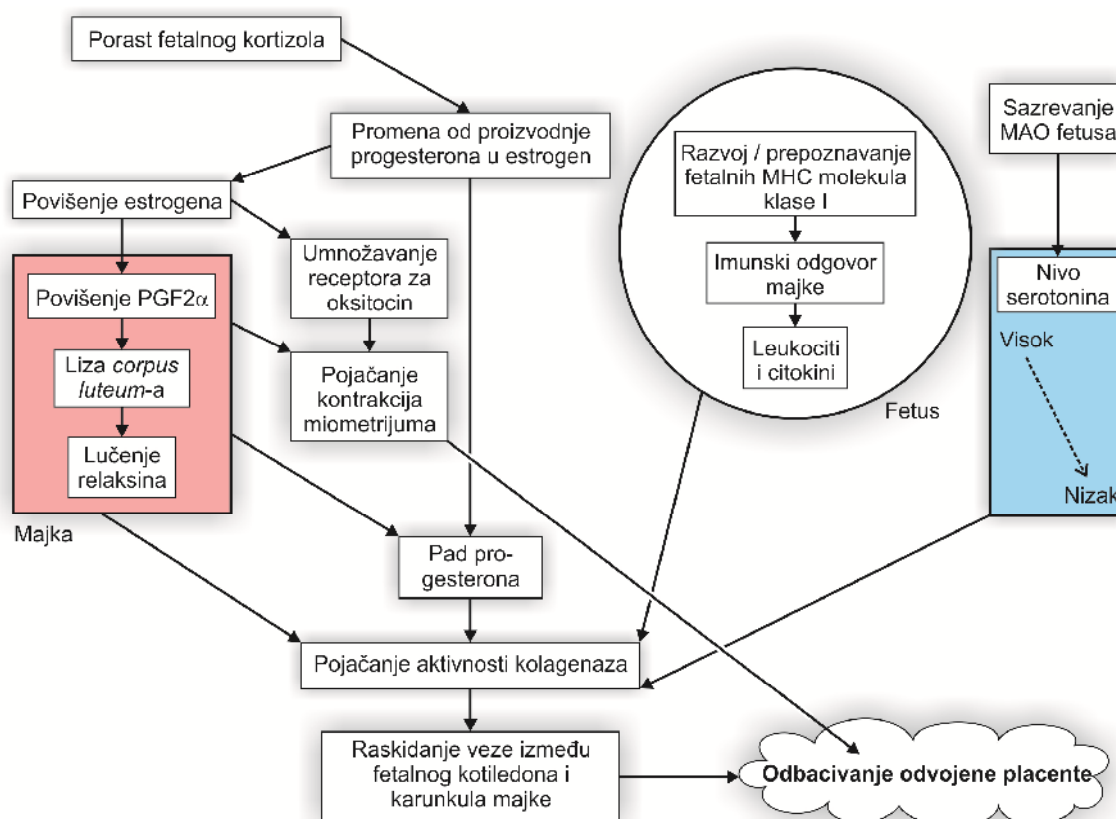 Porast fetalnog kortizola
Promena od proizvodnje
progesterona u estrogen
Povišenje estrogena
Umnožavanje
receptora za
oksitocin
Povišenje PGF2α
Liza corpus
luteum-a
Lučenje
relaksina
Majka
Pojačanje
kontrakcija
miometrijuma
Razvoj / prepoznavanje
fetalnih MHC molekula
klase I
Imunski odgovor
majke
Leukociti
i citokini
Fetus
Sazrevanje
MAO fetusa
Nivo
serotonina
Visok
Nizak
Pad pro-
gesterona
Pojačanje aktivnosti kolagenaza
Raskidanje veze između
fetalnog kotiledona i
karunkula majke
Odbacivanje odvojene placente